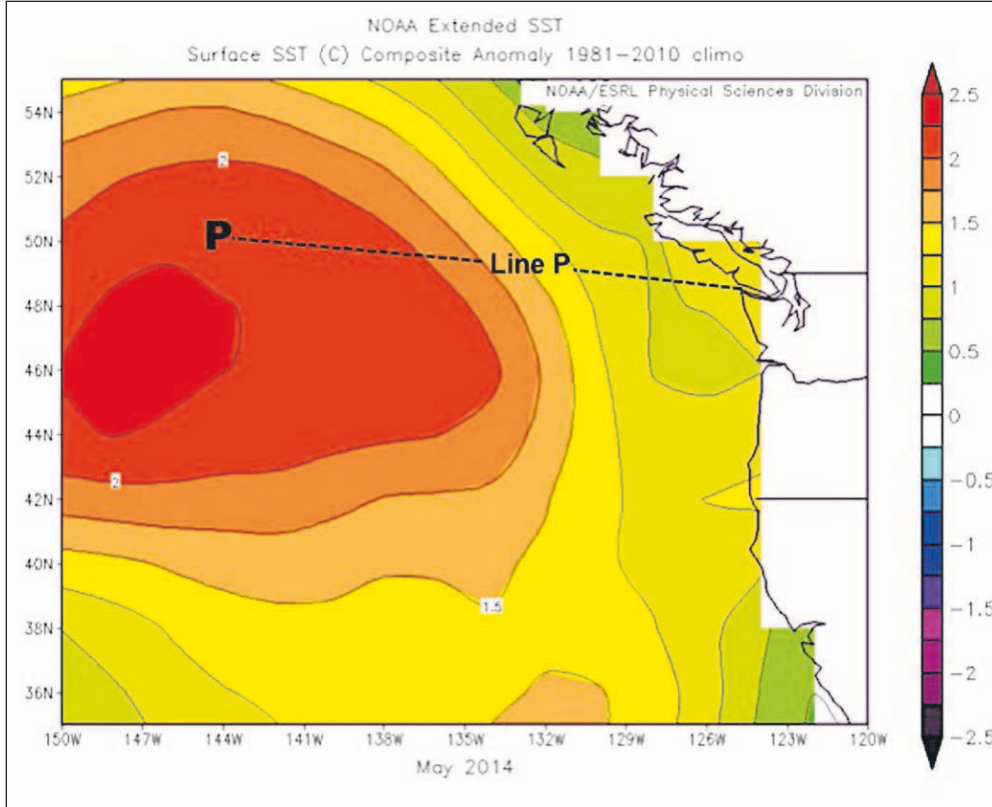 NOAA Extended SST
Surface SST (C) Composite Anomaly 1981-2010 climo
NOAA/ESRL Physical Sciences Division
54N
52N
50N
48N
46N
44N
42N
40N
38N
36N
2
P
Line P
2
1.5
150W 147W 144W 141W 138W 135W 132W 129W 126W 123W 120W
May 2014
2.5
2
1.5
1
0.5
0
-0.5
-1
-1.5
-2
-2.5